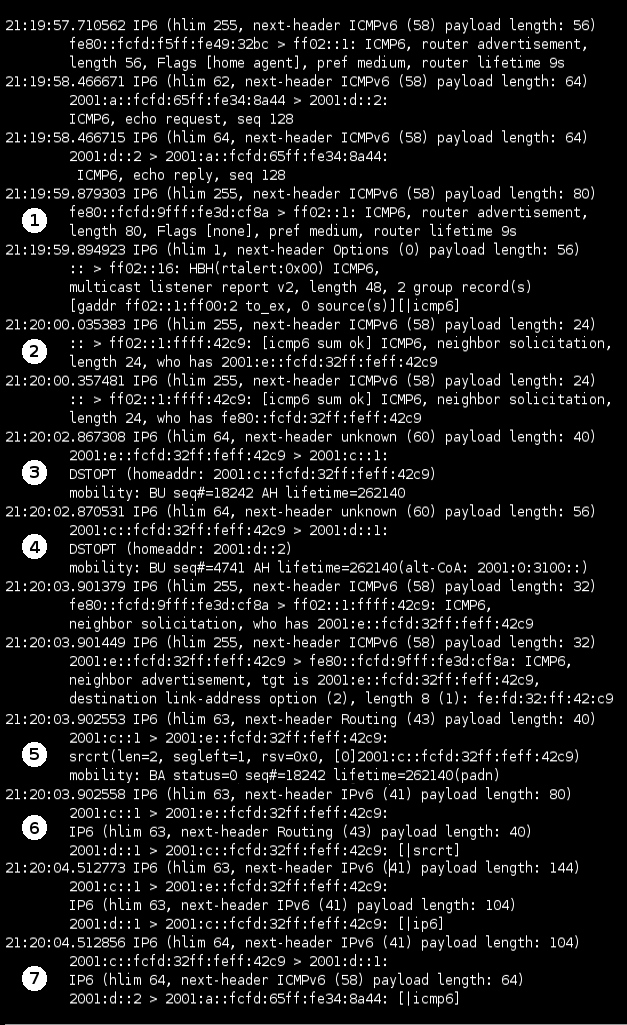 21:19:57.710562 IP6 (hlim 255, next-header ICMPv6 (58) payload length: 56)
fe80::fcfd:f5ff:fe49:32bc > ff02::1: ICMP6, router advertisement,
length 56, Flags [home agent], pref medium, router lifetime 9s
21:19:58.466671 IP6 (hlim 62, next-header ICMPv6 (58) payload length: 64)
2001:a::fcfd:65ff:fe34:8a44 > 2001:d::2:
ICMP6, echo request, seq 128
21:19:58.466715 IP6 (hlim 64, next-header ICMPv6 (58) payload length: 64)
2001:d::2 > 2001:a::fcfd:65ff:fe34:8a44:
ICMP6, echo reply, seq 128
21:19:59.879303 IP6 (hlim 255, next-header ICMPv6 (58) payload length: 80)
1 fe80::fcfd:9fff:fe3d:cf8a > ff02::1: ICMP6, router advertisement,
length 80, Flags [none], pref medium, router lifetime 9s
21:19:59.894923 IP6 (hlim 1, next-header Options (0) payload length: 56)
:: > ff02::16: HBH(rtalert:0x00) ICMP6,
multicast listener report v2, length 48, 2 group record(s)
[gaddr ff02::1:ff00:2 to_ex, 0 source(s)][|icmp6]
21:20:00.035383 IP6 (hlim 255, next-header ICMPv6 (58) payload length: 24)
2 :: > ff02::1:ffff:42c9: [icmp6 sum ok] ICMP6, neighbor solicitation,
length 24, who has 2001:e::fcfd:32ff:feff:42c9
21:20:00.357481 IP6 (hlim 255, next-header ICMPv6 (58) payload length: 24)
:: > ff02::1:ffff:42c9: [icmp6 sum ok] ICMP6, neighbor solicitation,
length 24, who has fe80::fcfd:32ff:feff:42c9
21:20:02.867308 IP6 (hlim 64, next-header unknown (60) payload length: 40)
2001:e::fcfd:32ff:feff:42c9 > 2001:c::1:
3 DSTOPT (homeaddr: 2001:c::fcfd:32ff:feff:42c9)
mobility: BU seq#=18242 AH lifetime=262140
21:20:02.870531 IP6 (hlim 64, next-header unknown (60) payload length: 56)
2001:c::fcfd:32ff:feff:42c9 > 2001:d::1:
4 DSTOPT (homeaddr: 2001:d::2)
mobility: BU seq#=4741 AH lifetime=262140(alt-CoA: 2001:0:3100::)
21:20:03.901379 IP6 (hlim 255, next-header ICMPv6 (58) payload length: 32)
fe80::fcfd:9fff:fe3d:cf8a > ff02::1:ffff:42c9: ICMP6,
neighbor solicitation, who has 2001:e::fcfd:32ff:feff:42c9
21:20:03.901449 IP6 (hlim 255, next-header ICMPv6 (58) payload length: 32)
2001:e::fcfd:32ff:feff:42c9 > fe80::fcfd:9fff:fe3d:cf8a: ICMP6,
neighbor advertisement, tgt is 2001:e::fcfd:32ff:feff:42c9,
destination link-address option (2), length 8 (1): fe:fd:32:ff:42:c9
21:20:03.902553 IP6 (hlim 63, next-header Routing (43) payload length: 40)
2001:c::1 > 2001:e::fcfd:32ff:feff:42c9:
5 srcrt(len=2, segleft=1, rsv=0x0, [0]2001:c::fcfd:32ff:feff:42c9)
mobility: BA status=0 seq#=18242 lifetime=262140(padn)
21:20:03.902558 IP6 (hlim 63, next-header IPv6 (41) payload length: 80)
2001:c::1 > 2001:e::fcfd:32ff:feff:42c9:
6 IP6 (hlim 63, next-header Routing (43) payload length: 40)
2001:d::1 > 2001:c::fcfd:32ff:feff:42c9: [|srcrt]
21:20:04.512773 IP6 (hlim 63, next-header IPv6 (41) payload length: 144)
2001:c::1 > 2001:e::fcfd:32ff:feff:42c9:
IP6 (hlim 63, next-header IPv6 (41) payload length: 104)
2001:d::1 > 2001:c::fcfd:32ff:feff:42c9: [|ip6]
21:20:04.512856 IP6 (hlim 64, next-header IPv6 (41) payload length: 104)
2001:c::fcfd:32ff:feff:42c9 > 2001:d::1:
7 IP6 (hlim 64, next-header ICMPv6 (58) payload length: 64)
2001:d::2 > 2001:a::fcfd:65ff:fe34:8a44: [|icmp6]